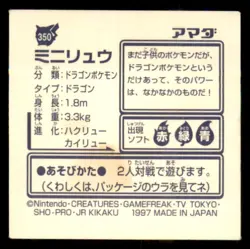 350
アマダ
ミニリュウ
分類:ドラゴンポケモン
タイプ:ドラゴン
身長:1.8m
体重:3.3kg
進化:ハクリュー
カイリュー
まだ子供のポケモンだが、
ドラゴンポケモンという
だけあって、そのパワー
は、なかなかのものだ!
しゅつげん
出現
ソフト
赤 緑 青
●あそびかた● 2人対戦で遊びます。
(くわしくは、パッケージのウラを見てネ)
©Nintendo・CREATURES・GAMEFREAK・TV TOKYO・
SHO-PRO・JR KIKAKU 1997 MADE IN JAPAN